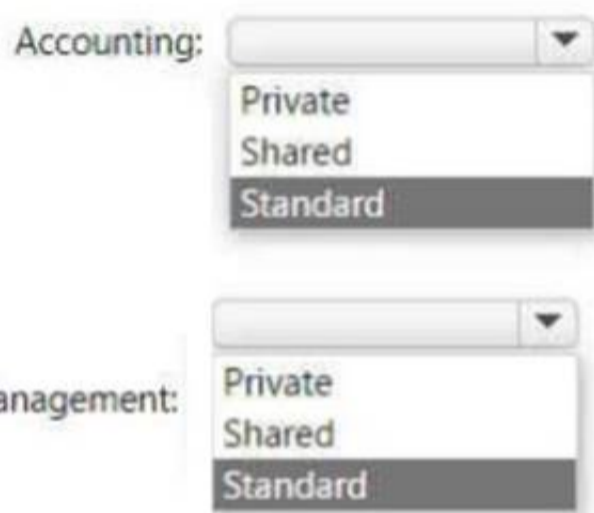 Accounting:
Private
Shared
Standard
anagement:
Private
Shared
Standard